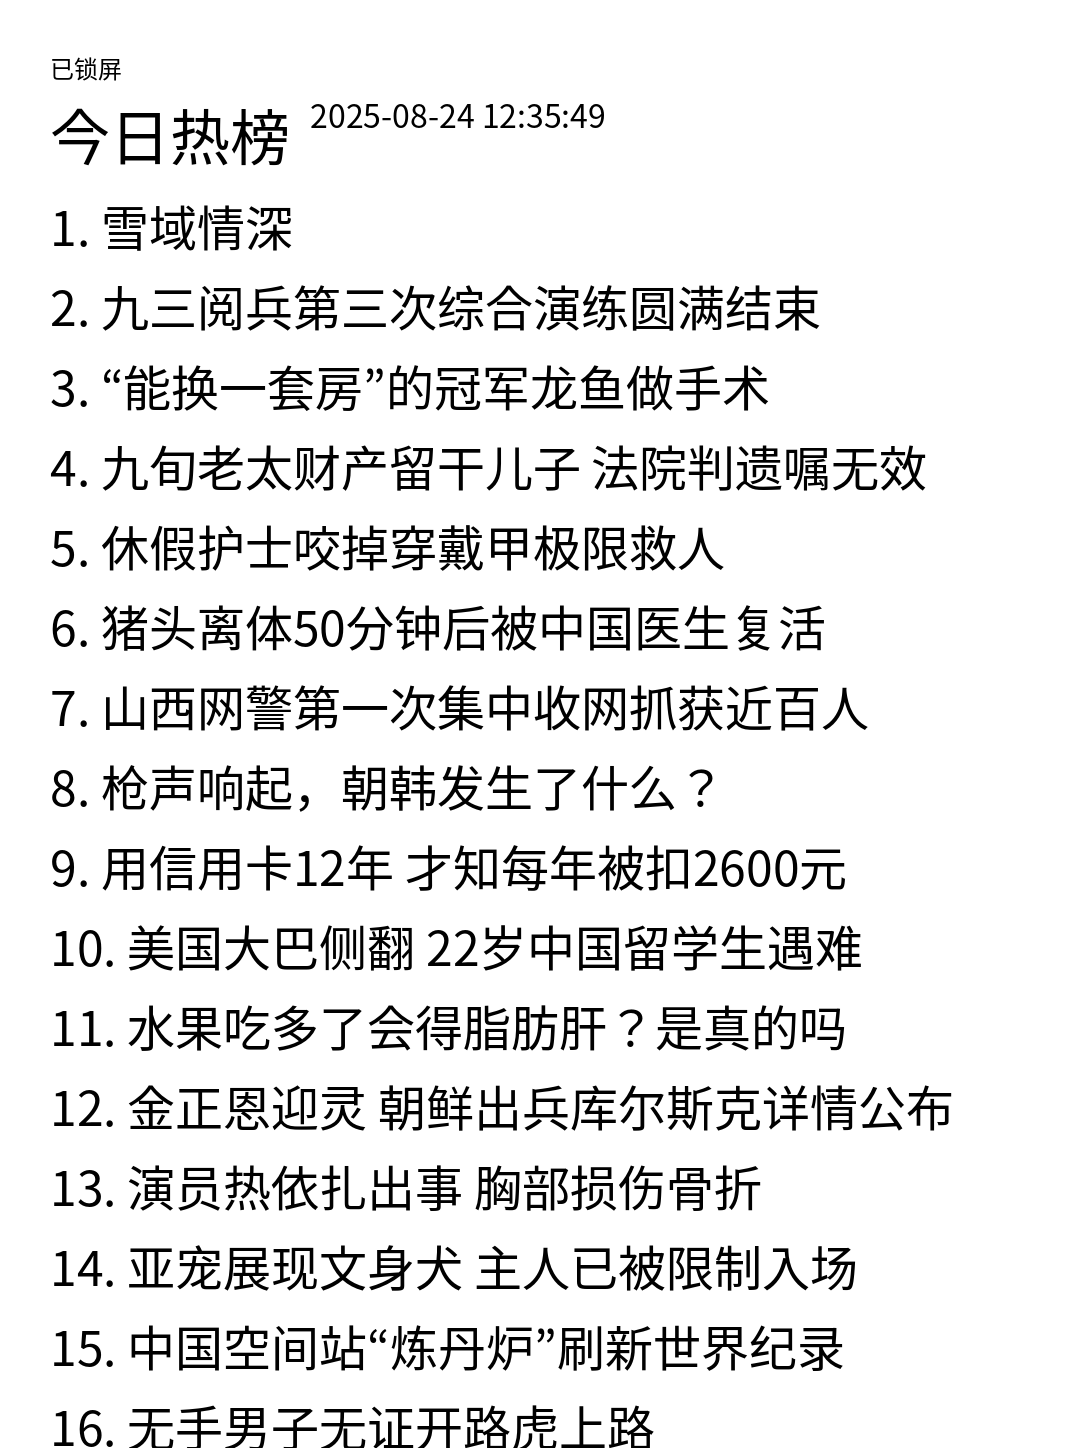 已锁屏
今日热榜 2025-08-24 12:35:49
1. 雪域情深
2. 九三阅兵第三次综合演练圆满结束
3. “能换一套房”的冠军龙鱼做手术
4. 九旬老太财产留干儿子 法院判遗嘱无效
5. 休假护士咬掉穿戴甲极限救人
6. 猪头离体50分钟后被中国医生复活
7. 山西网警第一次集中收网抓获近百人
8. 枪声响起，朝韩发生了什么？
9. 用信用卡12年 才知每年被扣2600元
10. 美国大巴侧翻 22岁中国留学生遇难
11. 水果吃多了会得脂肪肝？是真的吗
12. 金正恩迎灵 朝鲜出兵库尔斯克详情公布
13. 演员热依扎出事 胸部损伤骨折
14. 亚宠展现文身犬 主人已被限制入场
15. 中国空间站“炼丹炉”刷新世界纪录
16. 无手男子无证开路虎上路